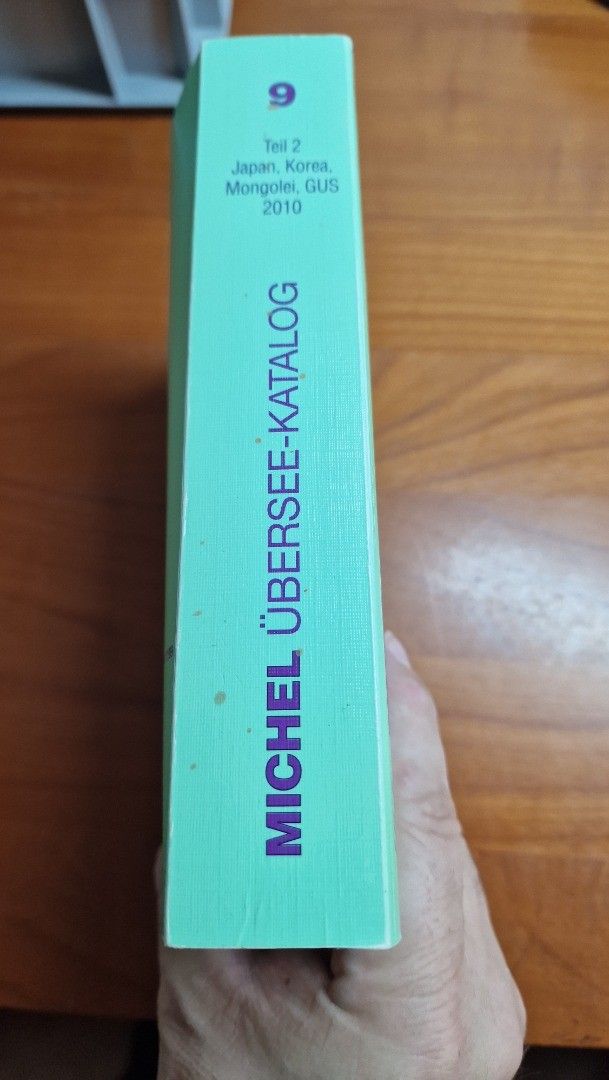 9
Teil 2
Japan, Korea,
Mongolei, GUS
2010
MICHEL ÜBERSEE-KATALOG